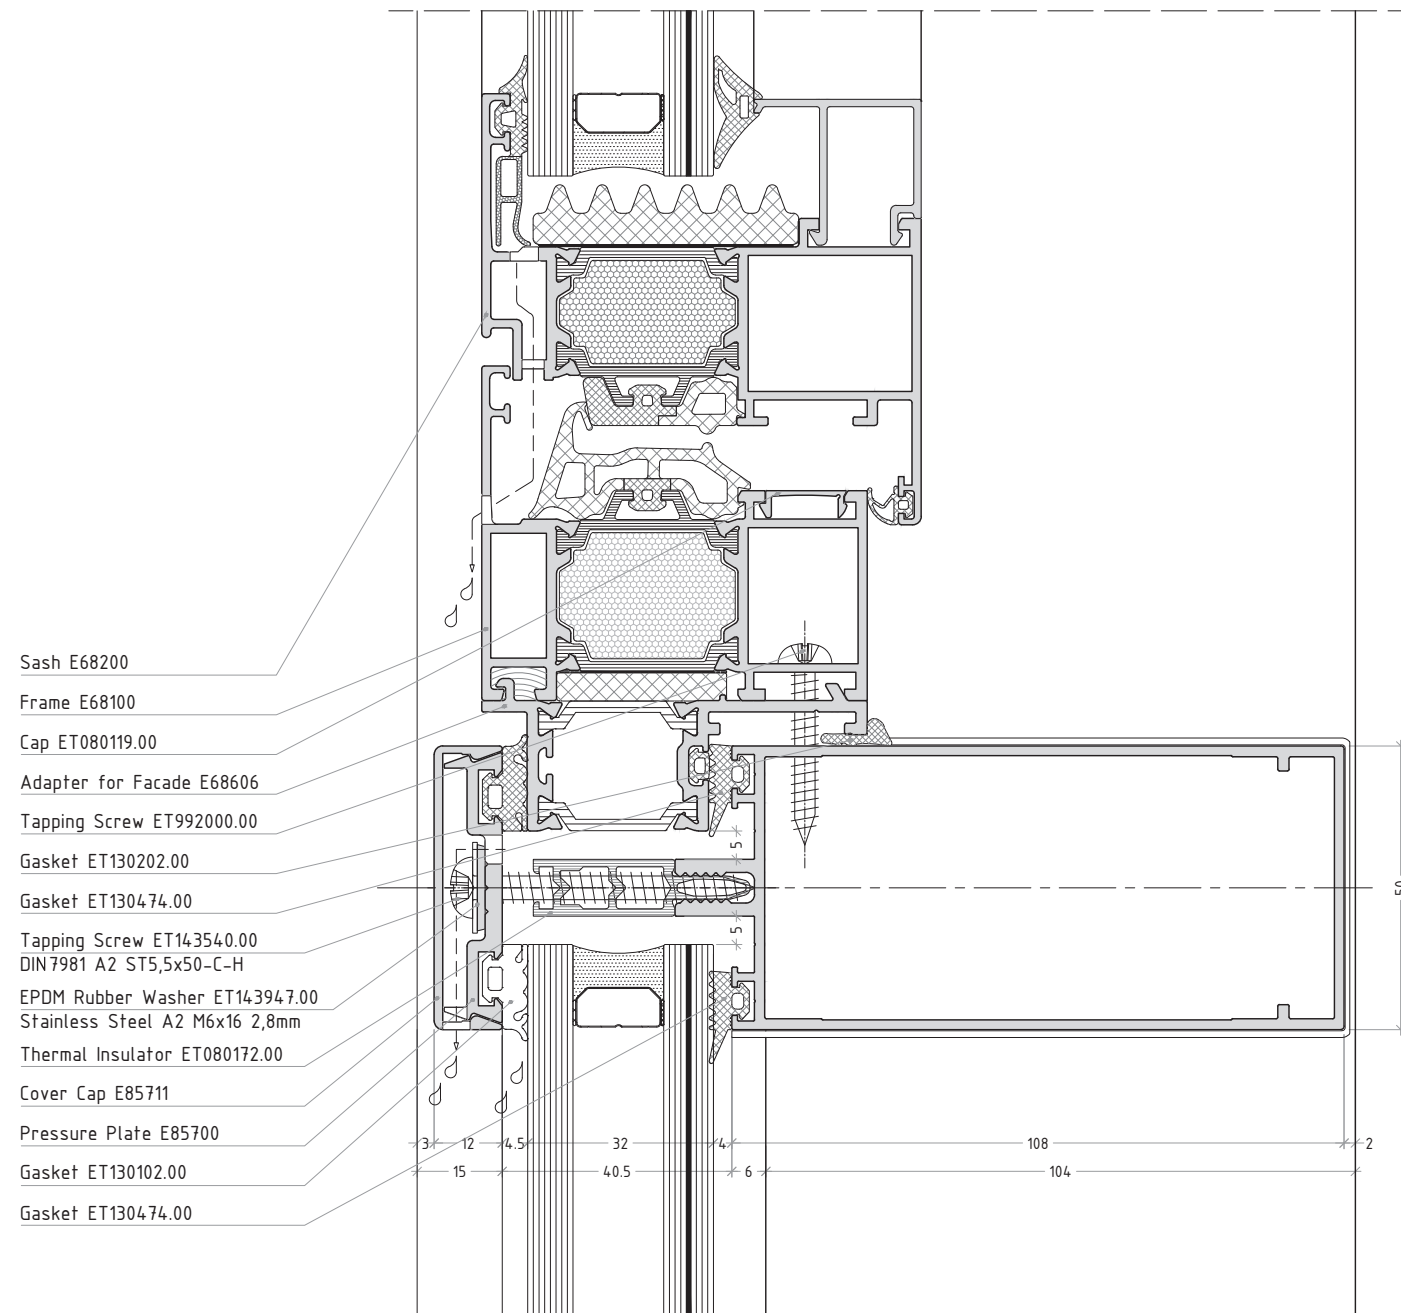 Sash E68200
Frame E68100
Cap ET080119.00
Adapter for Facade E68606
Tapping Screw ET992000.00
Gasket ET130202.00
Gasket ET130474.00
Tapping Screw ET143540.00
DIN7981 A2 ST5,5x50-C-H
EPDM Rubber Washer ET143947.00
Stainless Steel A2 M6x16 2,8mm
Thermal Insulator ET080172.00
Cover Cap E85711
Pressure Plate E85700
Gasket ET130102.00
Gasket ET130474.00
5
5
50
3 12 4.5 32 4 108 2
15 40.5 6 104